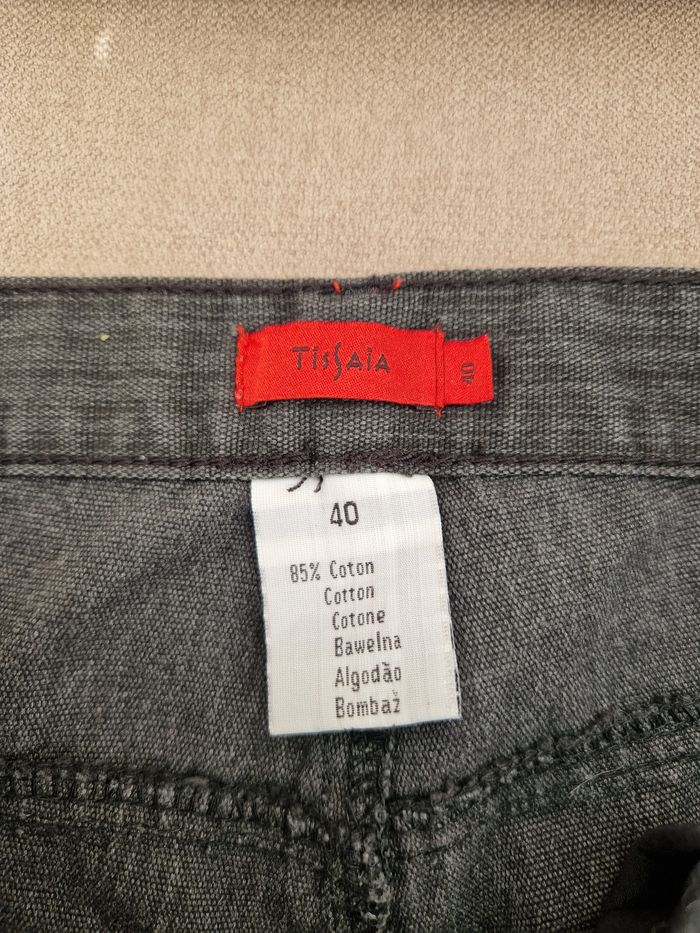 TISSAIA
40
40
85% Coton
Cotton
Cotone
Bawełna
Algodão
Bombaž